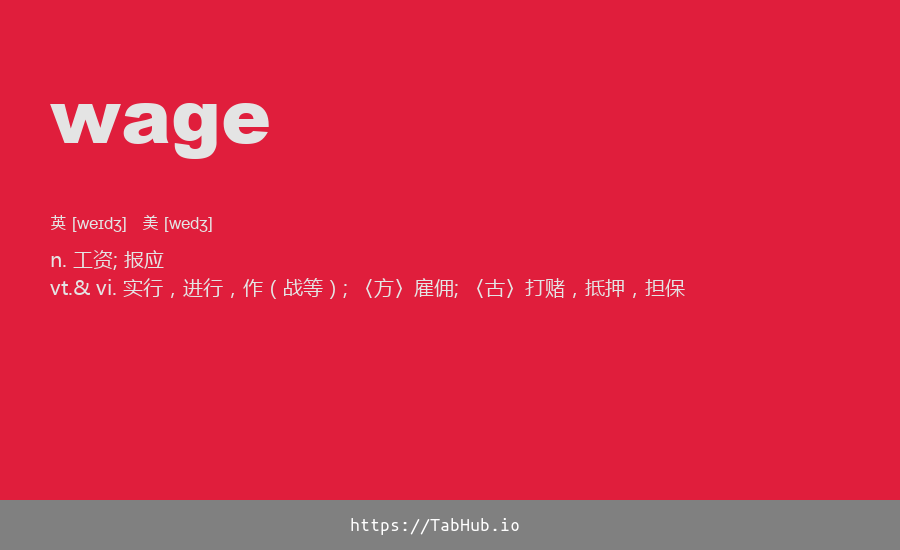 wage
英 [weɪdʒ] 美 [wedʒ]
n. 工资; 报应
vt.& vi. 实行，进行，作（战等）; 〈方〉雇佣; 〈古〉打赌，抵押，担保
https://TabHub.io